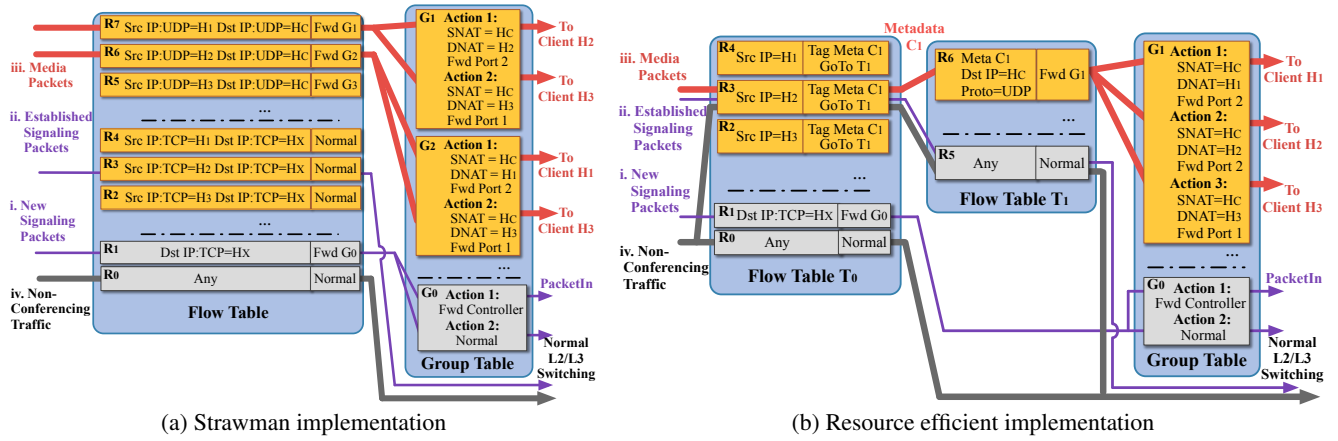 R7 Src IP:UDP=H1 Dst IP:UDP=HC Fwd G1
R6 Src IP:UDP=H2 Dst IP:UDP=HC Fwd G2
R5 Src IP:UDP=H3 Dst IP:UDP=HC Fwd G3
...
R4 Src IP:TCP=H1 Dst IP:TCP=HX Normal
R3 Src IP:TCP=H2 Dst IP:TCP=HX Normal
R2 Src IP:TCP=H3 Dst IP:TCP=HX Normal
...
R1 Dst IP:TCP=HX Fwd G0
R0 Any Normal
Flow Table
iii. Media
Packets
ii. Established
Signaling
Packets
i. New
Signaling
Packets
iv. Non-
Conferencing
Traffic
G1 Action 1:
SNAT = HC
DNAT = H2
Fwd Port 2
Action 2:
SNAT = HC
DNAT = H3
Fwd Port 1
...
G2 Action 1:
SNAT = HC
DNAT = H1
Fwd Port 2
Action 2:
SNAT = HC
DNAT = H3
Fwd Port 1
...
G0 Action 1:
Fwd Controller
Action 2:
Normal
Group Table
To
Client H2
To
Client H3
To
Client H1
To
Client H3
PacketIn
Normal
L2/L3
Switching
(a) Strawman implementation
iii. Media
Packets
ii. Established
Signaling
Packets
i. New
Signaling
Packets
iv. Non-
Conferencing
Traffic
R4 Src IP=H1 Tag Meta C1
GoTo T1
R3 Src IP=H2 Tag Meta C1
GoTo T1
R2 Src IP=H3 Tag Meta C1
GoTo T1
...
R1 Dst IP:TCP=HX Fwd G0
R0 Any Normal
Flow Table T0
Metadata
C1
R6 Meta C1
Dst IP=HC
Proto=UDP
Fwd G1
...
R5 Any Normal
Flow Table T1
G1 Action 1:
SNAT=HC
DNAT=H1
Fwd Port 2
Action 2:
SNAT=HC
DNAT=H2
Fwd Port 2
Action 3:
SNAT=HC
DNAT=H3
Fwd Port 1
...
G0 Action 1:
Fwd Controller
Action 2:
Normal
Group Table
To
Client H1
To
Client H2
To
Client H3
PacketIn
Normal
L2/L3
Switching
(b) Resource efficient implementation